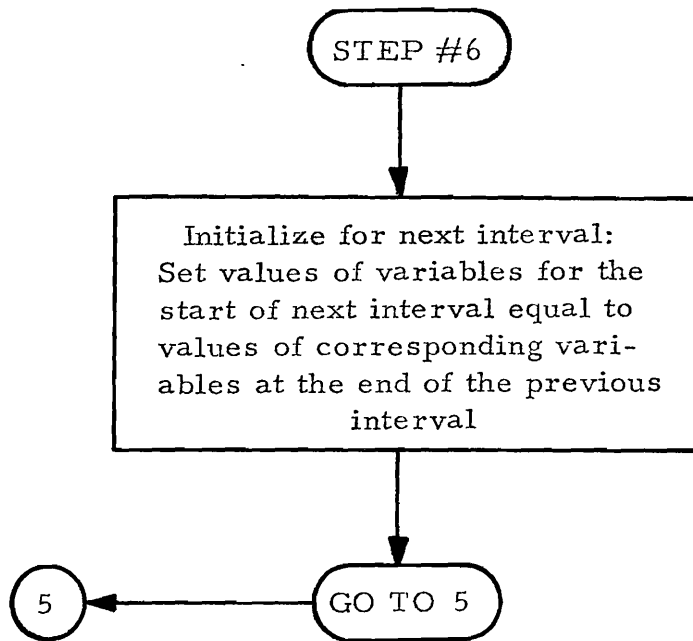 STEP #6
Initialize for next interval:
Set values of variables for the
start of next interval equal to
values of corresponding vari-
ables at the end of the previous
interval
5
GO TO 5